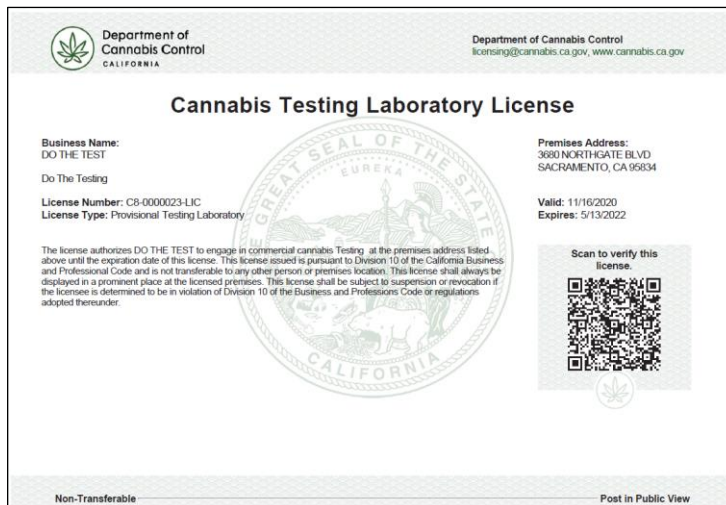 Department of
Cannabis Control
CALIFORNIA
Department of Cannabis Control
licensing@cannabis.ca.gov, www.cannabis.ca.gov
Cannabis Testing Laboratory License
Business Name:
DO THE TEST
Do The Testing
License Number: C8-0000023-LIC
License Type: Provisional Testing Laboratory
Premises Address:
3680 NORTHGATE BLVD
SACRAMENTO, CA 95834
Valid: 11/16/2020
Expires: 5/13/2022
The license authorizes DO THE TEST to engage in commercial cannabis Testing at the premises address listed
above until the expiration date of this license. This license issued is pursuant to Division 10 of the California Business
and Professional Code and is not transferable to any other person or premises location. This license shall always be
displayed in a prominent place at the licensed premises. This license shall be subject to suspension or revocation if
the licensee is determined to be in violation of Division 10 of the Business and Professions Code or regulations
adopted thereunder.
Scan to verify this
license.
THE GREAT SEAL OF THE STATE
EUREKA
CALIFORNIA
Non-Transferable
Post in Public View